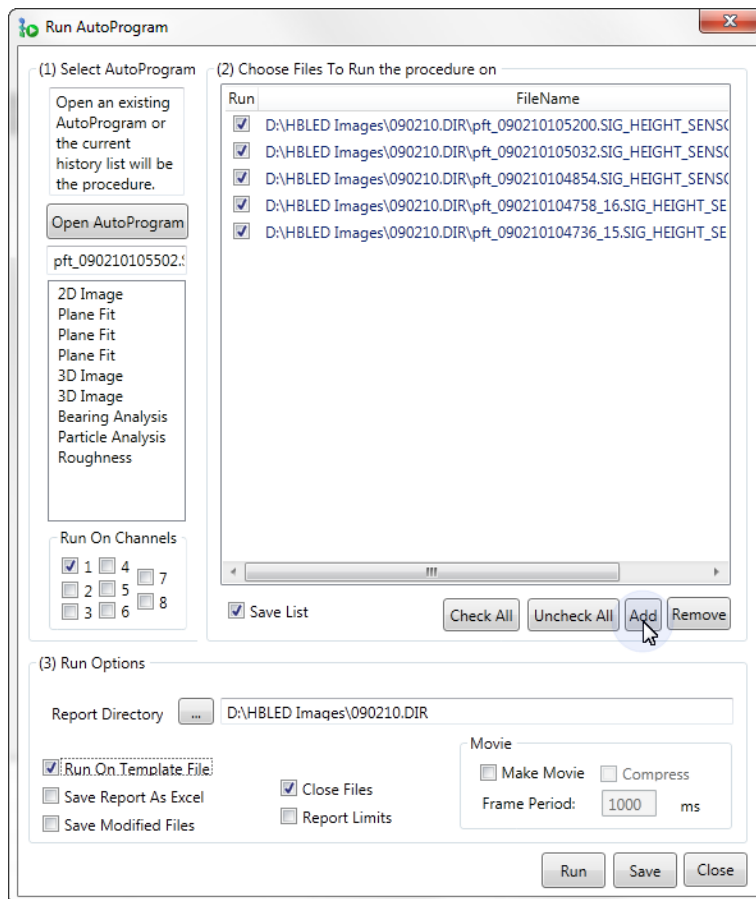 Run AutoProgram
(1) Select AutoProgram
Open an existing
AutoProgram or
the current
history list will be
the procedure.
Open AutoProgram
pft_090210105502.
2D Image
Plane Fit
Plane Fit
Plane Fit
3D Image
3D Image
Bearing Analysis
Particle Analysis
Roughness
Run On Channels
1 4 7
2 5 8
3 6
(2) Choose Files To Run the procedure on
Run FileName
D:\HBLED Images\090210.DIR\pft_090210105200.SIG_HEIGHT_SENSO
D:\HBLED Images\090210.DIR\pft_090210105032.SIG_HEIGHT_SENSO
D:\HBLED Images\090210.DIR\pft_090210104854.SIG_HEIGHT_SENSO
D:\HBLED Images\090210.DIR\pft_090210104758_16.SIG_HEIGHT_SE
D:\HBLED Images\090210.DIR\pft_090210104736_15.SIG_HEIGHT_SE
Save List Check All Uncheck All Add Remove
(3) Run Options
Report Directory ... D:\HBLED Images\090210.DIR
Run On Template File
Save Report As Excel
Save Modified Files
Close Files
Report Limits
Movie
Make Movie Compress
Frame Period: 1000 ms
Run Save Close